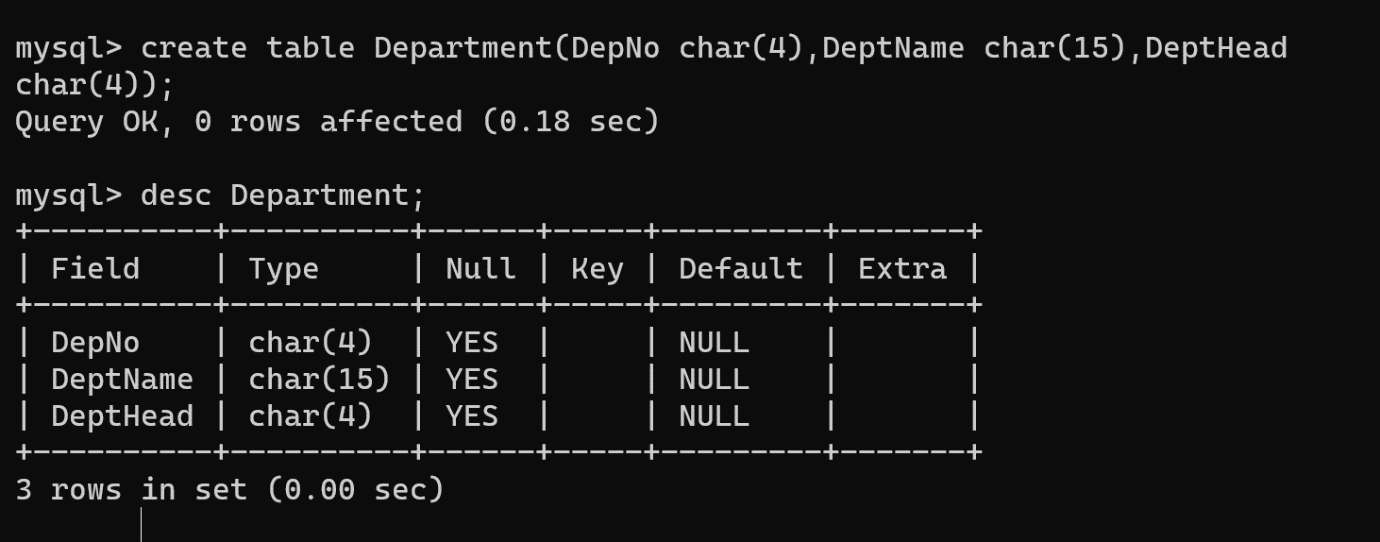 mysql> create table Department(DepNo char(4),DeptName char(15),DeptHead
char(4));
Query OK, 0 rows affected (0.18 sec)
mysql> desc Department;
+----------+----------+------+-----+---------+-------+
| Field    | Type     | Null | Key | Default | Extra |
+----------+----------+------+-----+---------+-------+
| DepNo    | char(4)  | YES  |     | NULL    |       |
| DeptName | char(15) | YES  |     | NULL    |       |
| DeptHead | char(4)  | YES  |     | NULL    |       |
+----------+----------+------+-----+---------+-------+
3 rows in set (0.00 sec)